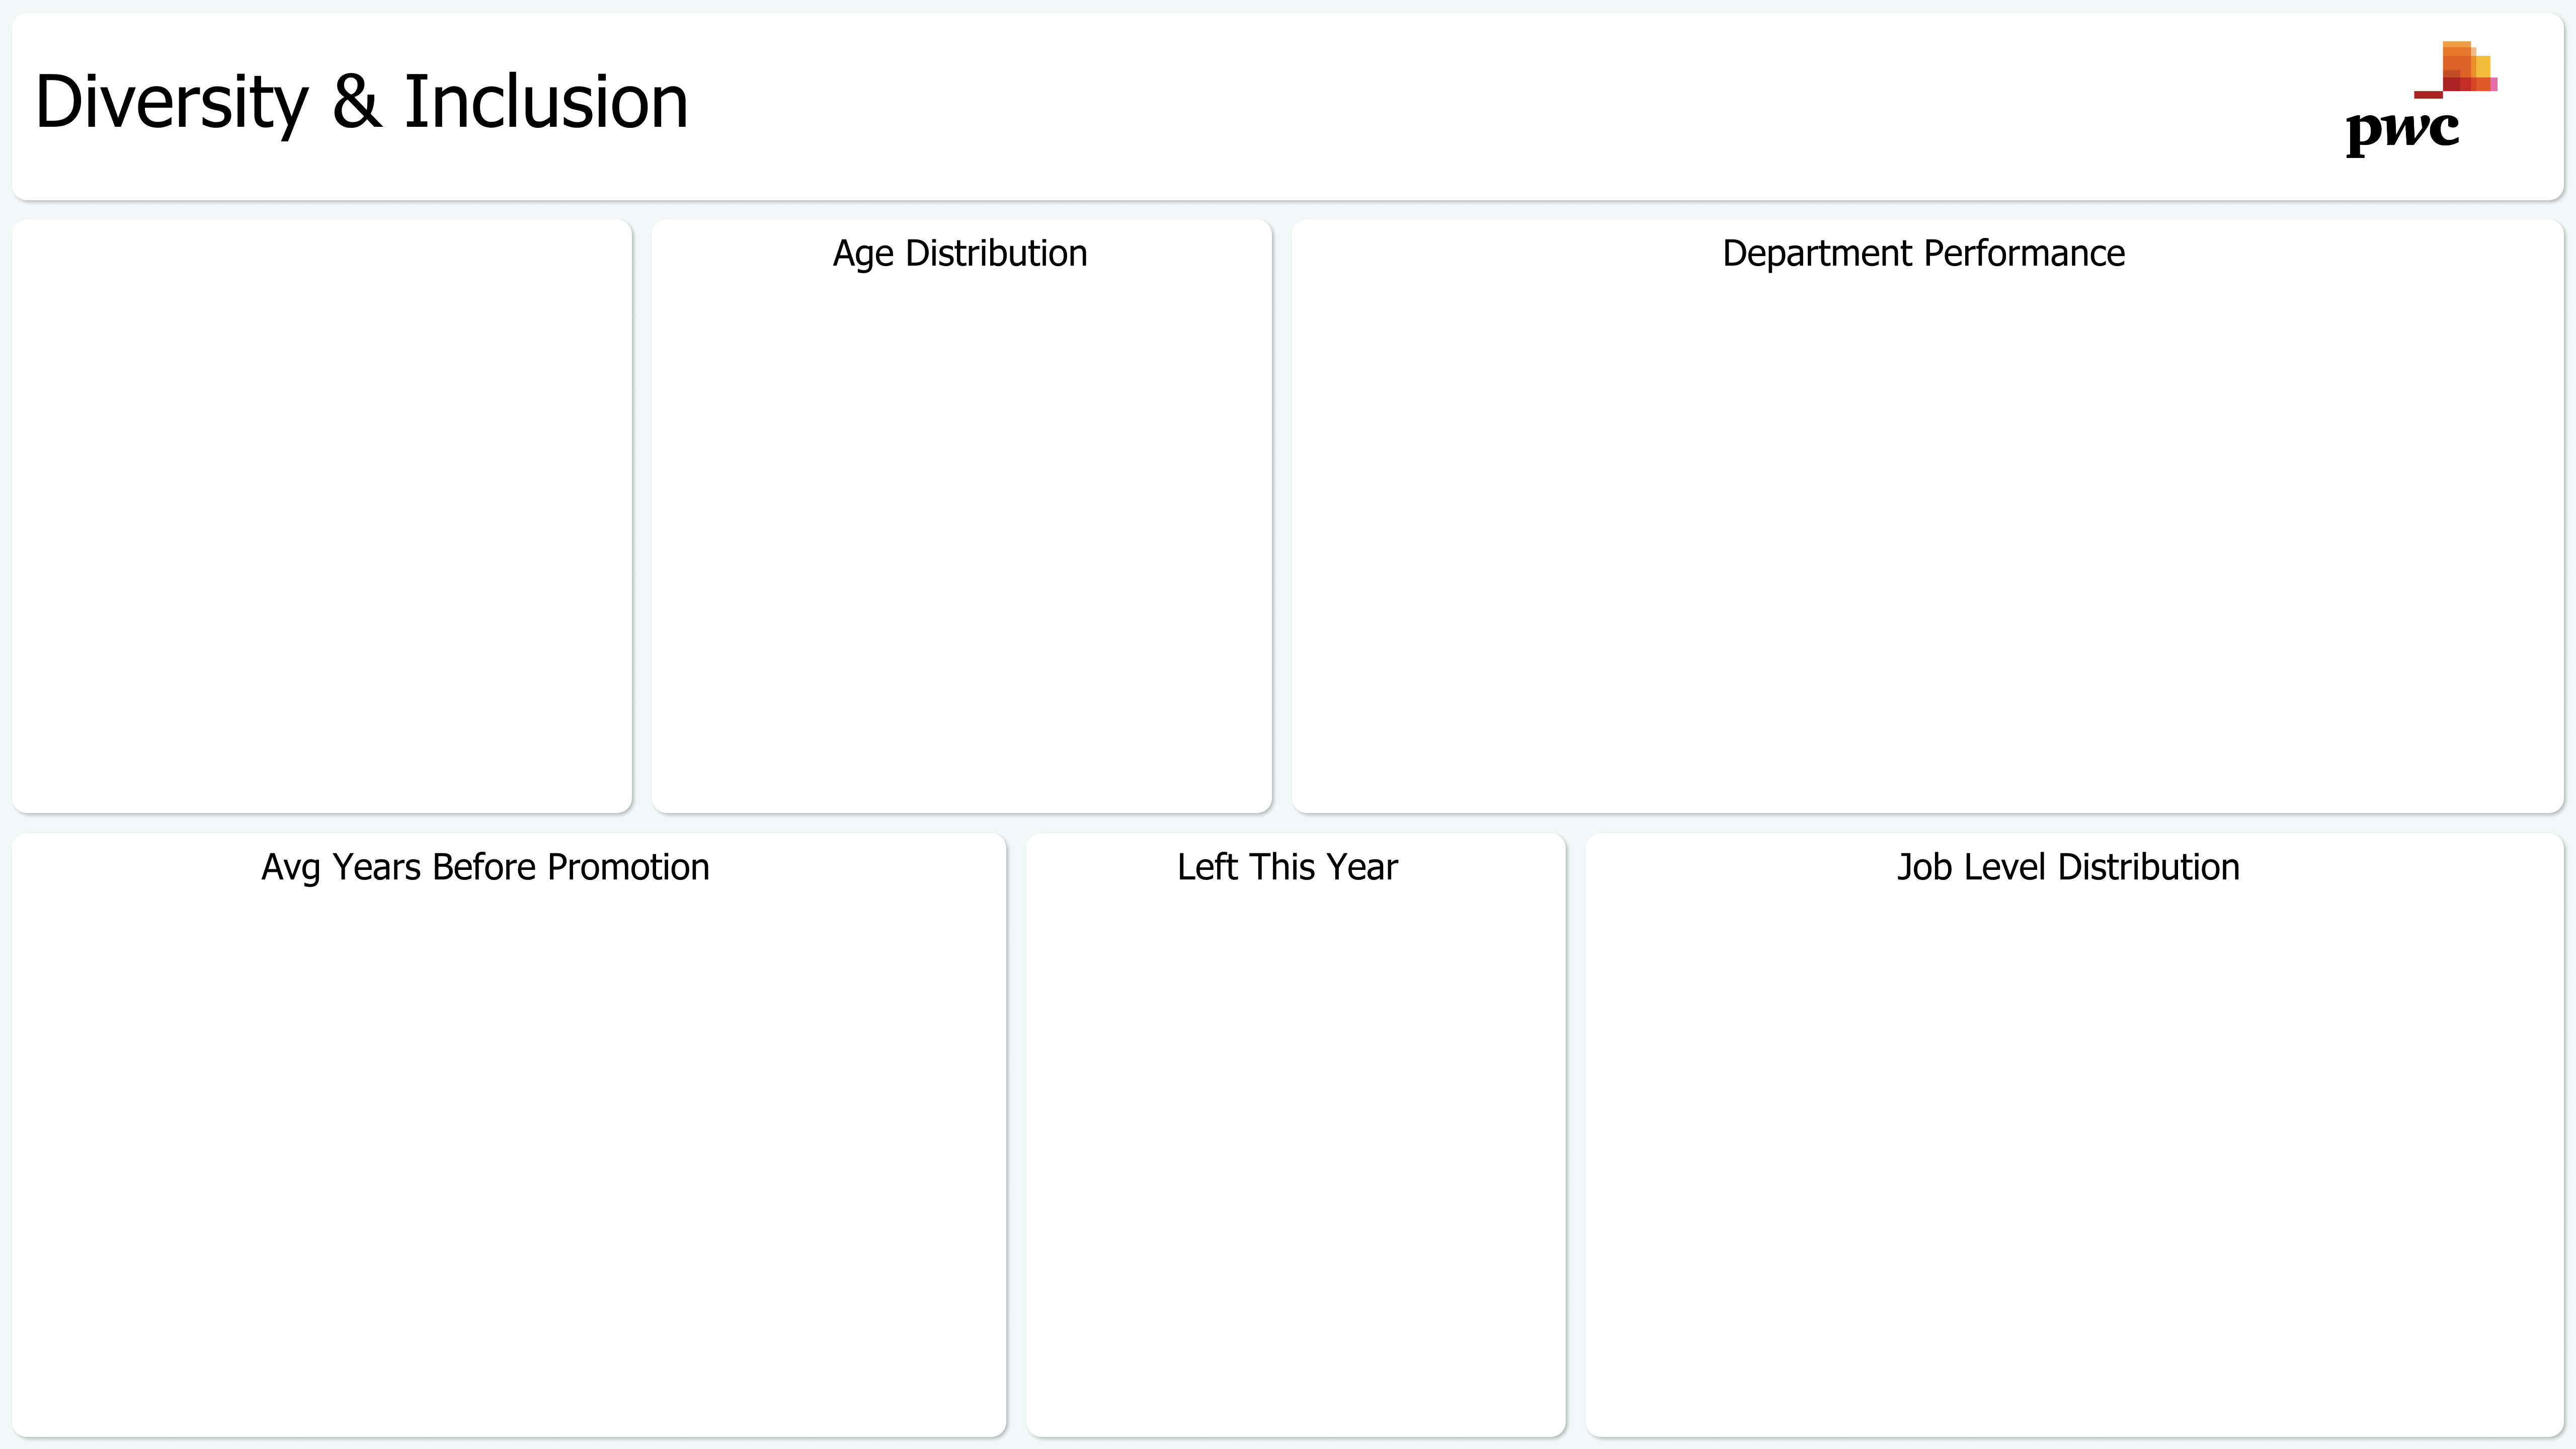 Diversity & Inclusion
pwc
Age Distribution
Department Performance
Avg Years Before Promotion
Left This Year
Job Level Distribution